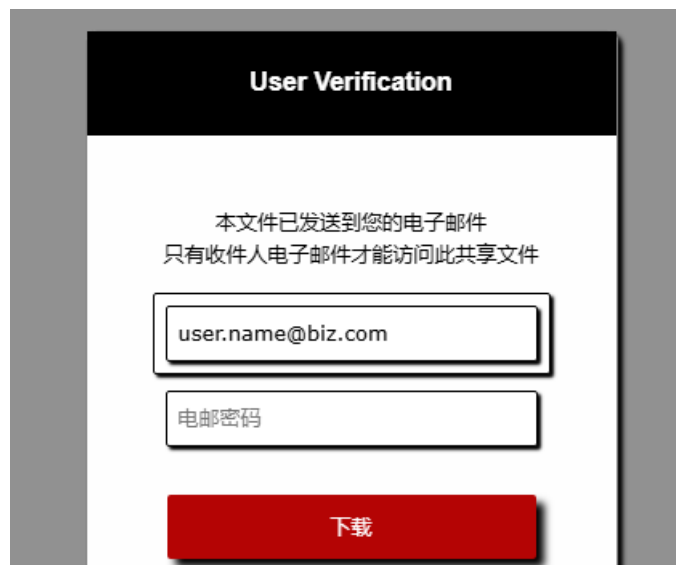 User Verification
本文件已发送到您的电子邮件
只有收件人电子邮件才能访问此共享文件
user.name@biz.com
电邮密码
下载